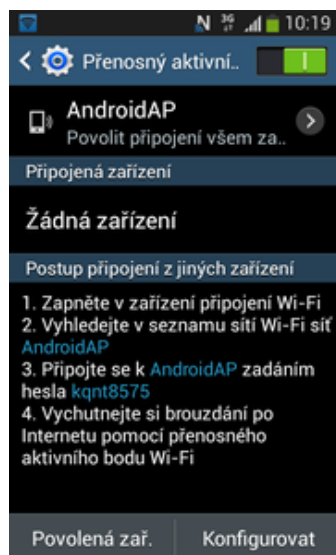 3G 10:19
Přenosný aktivní..
AndroidAP
Povolit připojení všem za..
Připojená zařízení
Žádná zařízení
Postup připojení z jiných zařízení
1. Zapněte v zařízení připojení Wi-Fi
2. Vyhledejte v seznamu sítí Wi-Fi síť
AndroidAP
3. Připojte se k AndroidAP zadáním
hesla kqnt8575
4. Vychutnejte si brouzdání po
Internetu pomocí přenosného
aktivního bodu Wi-Fi
Povolená zař. Konfigurovat